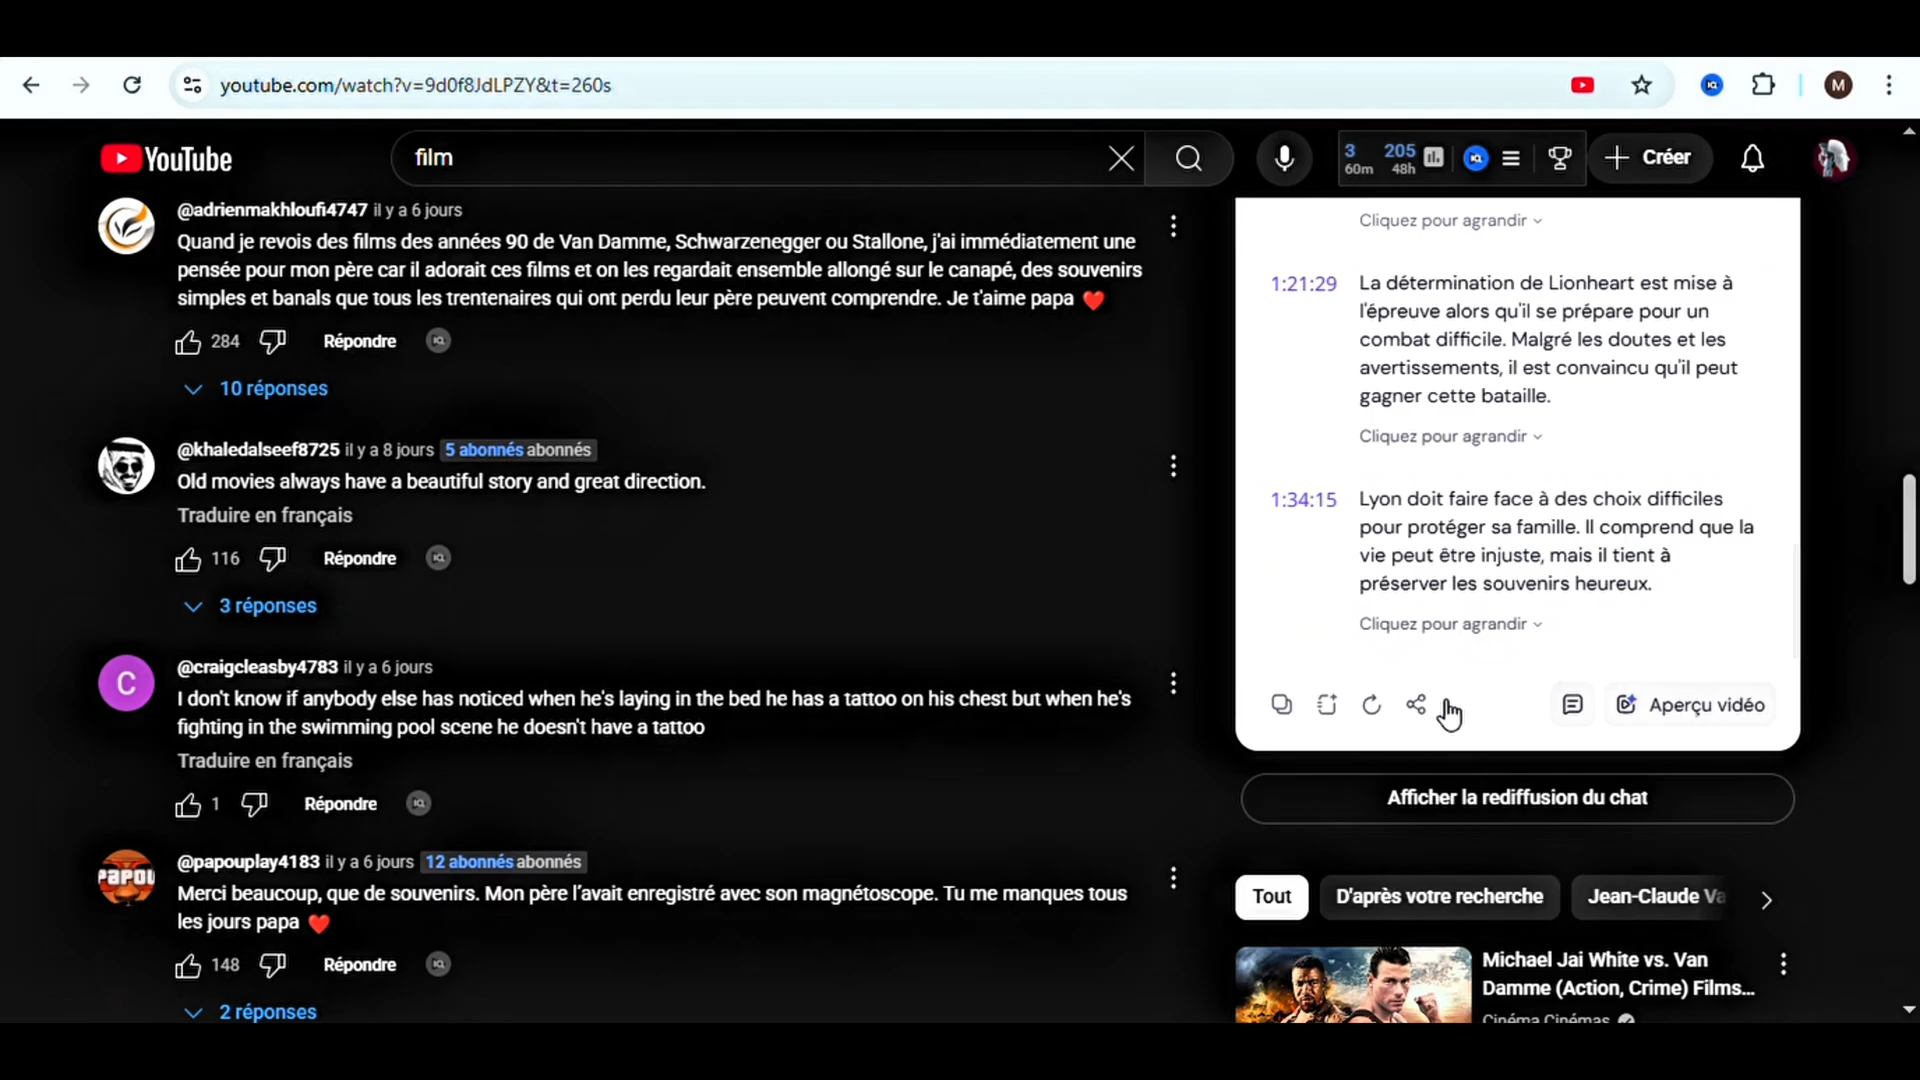 youtube.com/watch?v=9d0f8JdLPZY&t=260s
M
YouTube
film
3
60m
205
48h
Créer
@adrienmakhloufi4747 il y a 6 jours
Quand je revois des films des années 90 de Van Damme, Schwarzenegger ou Stallone, j'ai immédiatement une
pensée pour mon père car il adorait ces films et on les regardait ensemble allongé sur le canapé, des souvenirs
simples et banals que tous les trentenaires qui ont perdu leur père peuvent comprendre. Je t'aime papa ❤️
284 Répondre
10 réponses
@khaledalseef8725 il y a 8 jours 5 abonnés abonnés
Old movies always have a beautiful story and great direction.
Traduire en français
116 Répondre
3 réponses
C
@craigcleasby4783 il y a 6 jours
I don't know if anybody else has noticed when he's laying in the bed he has a tattoo on his chest but when he's
fighting in the swimming pool scene he doesn't have a tattoo
Traduire en français
1 Répondre
PAPOU
@papouplay4183 il y a 6 jours 12 abonnés abonnés
Merci beaucoup, que de souvenirs. Mon père l'avait enregistré avec son magnétoscope. Tu me manques tous
les jours papa ❤️
148 Répondre
2 réponses
Cliquez pour agrandir
1:21:29 La détermination de Lionheart est mise à
l'épreuve alors qu'il se prépare pour un
combat difficile. Malgré les doutes et les
avertissements, il est convaincu qu'il peut
gagner cette bataille.
Cliquez pour agrandir
1:34:15 Lyon doit faire face à des choix difficiles
pour protéger sa famille. Il comprend que la
vie peut être injuste, mais il tient à
préserver les souvenirs heureux.
Cliquez pour agrandir
Aperçu vidéo
Afficher la rediffusion du chat
Tout D'après votre recherche Jean-Claude Va
Michael Jai White vs. Van
Damme (Action, Crime) Films...
Cinéma Cinémas